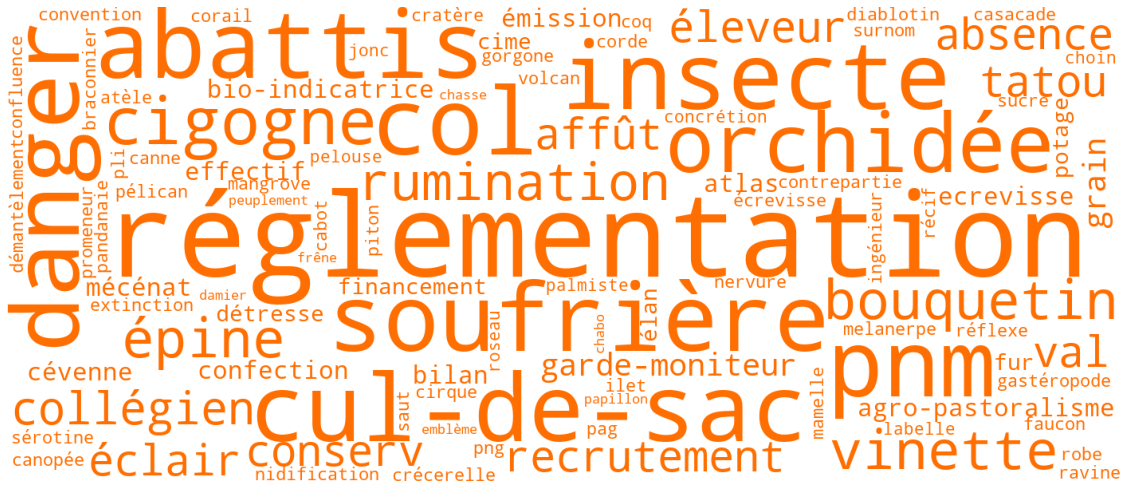 convention
corail
cratère
émission
coq
éleveur
diablotin
casacade
surnom
absence
abattis
jonc
cime
gorgone
corde
choin
insecte
tatou
danger
démantèlement
confluence
braconnier
atèle
bio-indicatrice
chasse
volcan
sucre
cigogne
col
affût
concrétion
orchidée
potage
grain
pli
canne
effectif
pelouse
pélican
mangrove
peuplement
rumination
atlas
contrepartie
écrevisse
ecrevisse
promeneur
pandanaie
réglementation
frêne
cabot
piton
ingénieur
récif
mécénat
damier
financement
palmiste
nervure
extinction
détresse
soufrière
élan
bouquetin
épine
roseau
chabo
melanerpe
réflexe
cévenne
confection
bilan
garde-moniteur
pnm
fur
val
gastéropode
collégien
cul-de-sac
saut
cirque
emblème
ilet
papillon
pag
mamelle
agro-pastoralisme
labelle
faucon
sérotine
canopée
éclair
conserv
png
recrutement
vinette
robe
ravine
nidification
crécerelle